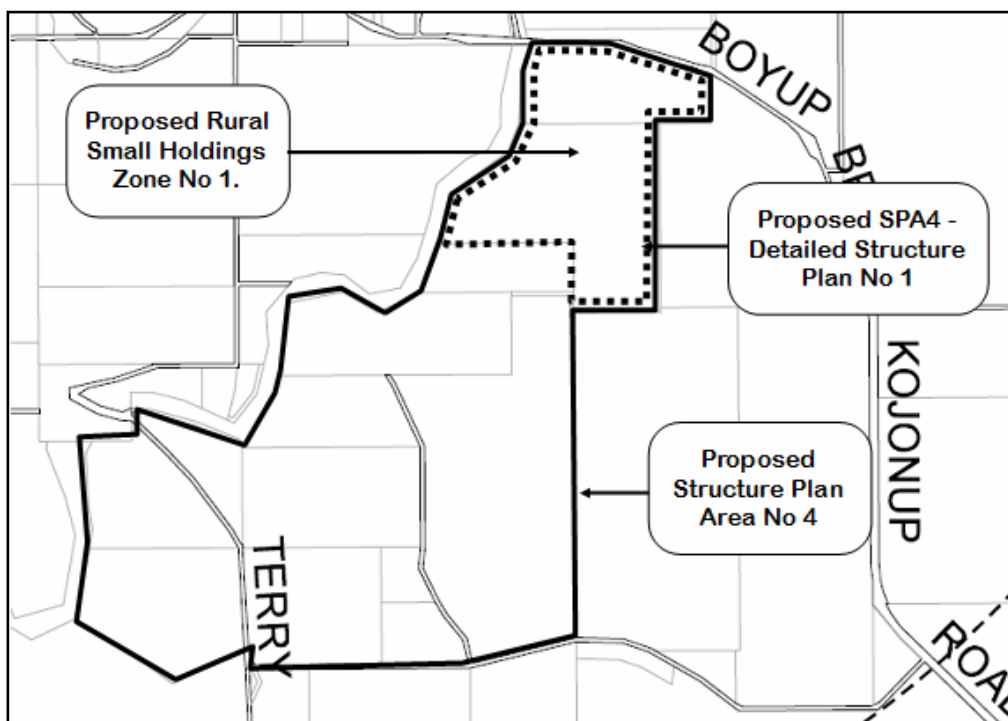 BOYUP
Proposed Rural
Small Holdings
Zone No 1.
Proposed SPA4 -
Detailed Structure
Plan No 1
KOJONUP
Proposed
Structure Plan
Area No 4
TERRY